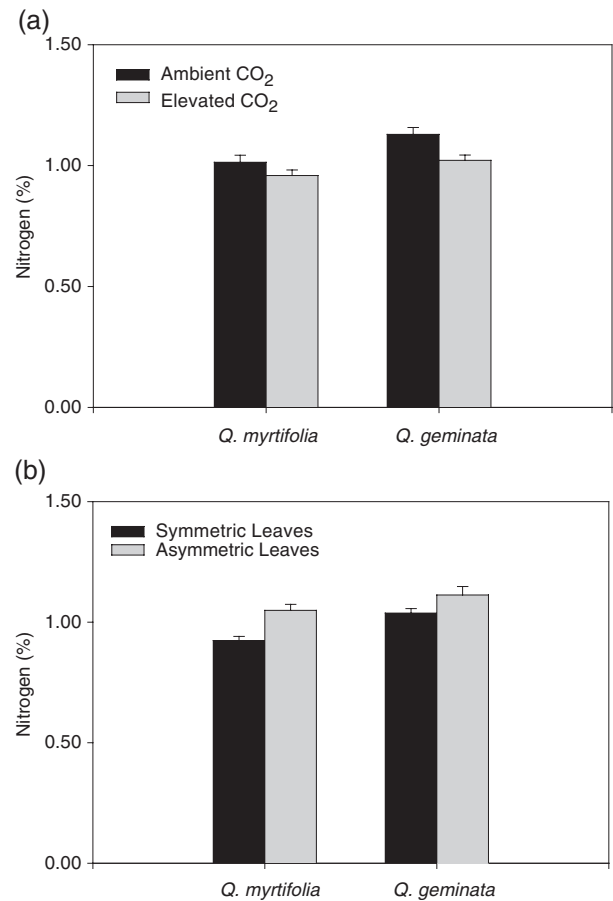 (a)
1.50
1.00
0.50
0.00
Nitrogen (%)
Ambient CO₂
Elevated CO₂
Q. myrtifolia Q. geminata
(b)
1.50
1.00
0.50
0.00
Nitrogen (%)
Symmetric Leaves
Asymmetric Leaves
Q. myrtifolia Q. geminata